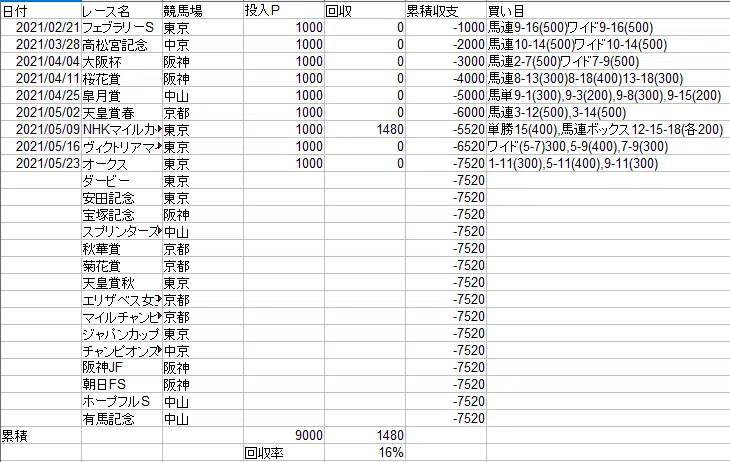 日付 レース名 競馬場 投入P 回収 累積収支 買い目
2021/02/21 フェブラリーS 東京 1000 0 -1000 馬連9-16(500)ワイド9-16(500)
2021/03/28 高松宮記念 中京 1000 0 -2000 馬連10-14(500)ワイド10-14(500)
2021/04/04 大阪杯 阪神 1000 0 -3000 馬連2-7(500)ワイド7-9(500)
2021/04/11 桜花賞 阪神 1000 0 -4000 馬連8-13(300)8-18(400)13-18(300)
2021/04/25 皐月賞 中山 1000 0 -5000 馬単9-1(300),9-3(200),9-8(300),9-15(200)
2021/05/02 天皇賞春 京都 1000 0 -6000 馬連3-12(500),3-14(500)
2021/05/09 NHKマイルカ 東京 1000 1480 -5520 単勝15(400),馬連ボックス12-15-18(各200)
2021/05/16 ヴィクトリアマ 東京 1000 0 -6520 ワイド(5-7)300,5-9(400),7-9(300)
2021/05/23 オークス 東京 1000 0 -7520 1-11(300),5-11(400),9-11(300)
ダービー 東京 -7520
安田記念 東京 -7520
宝塚記念 阪神 -7520
スプリンターズ 中山 -7520
秋華賞 京都 -7520
菊花賞 京都 -7520
天皇賞秋 東京 -7520
エリザベス女 京都 -7520
マイルチャンピ 京都 -7520
ジャパンカップ 東京 -7520
チャンピオンズ 中京 -7520
阪神JF 阪神 -7520
朝日FS 阪神 -7520
ホープフルS 中山 -7520
有馬記念 中山 -7520
累積 9000 1480
回収率 16%